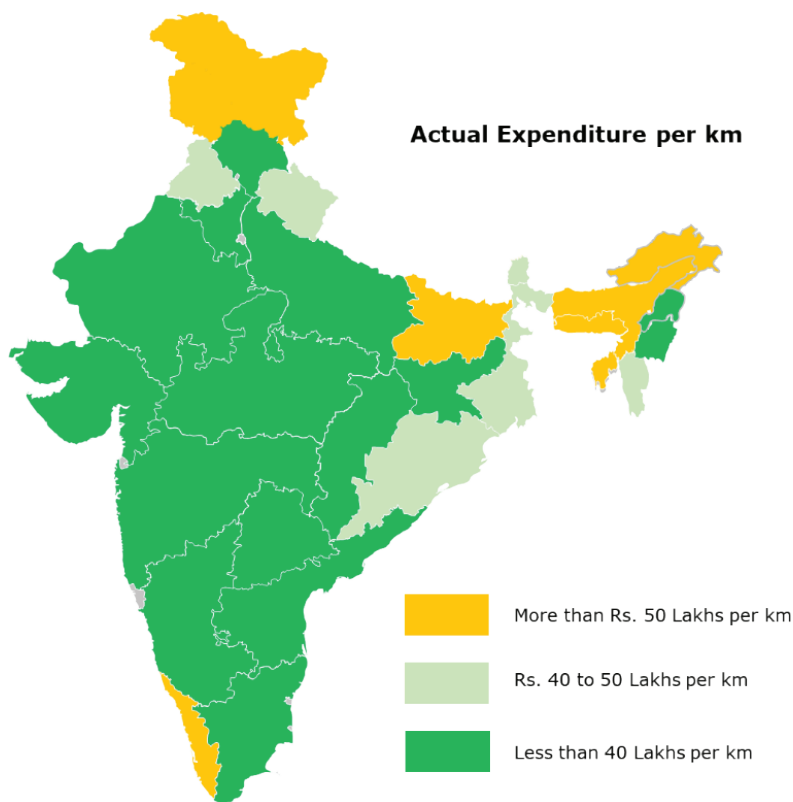 Actual Expenditure per km
More than Rs. 50 Lakhs per km
Rs. 40 to 50 Lakhs per km
Less than 40 Lakhs per km